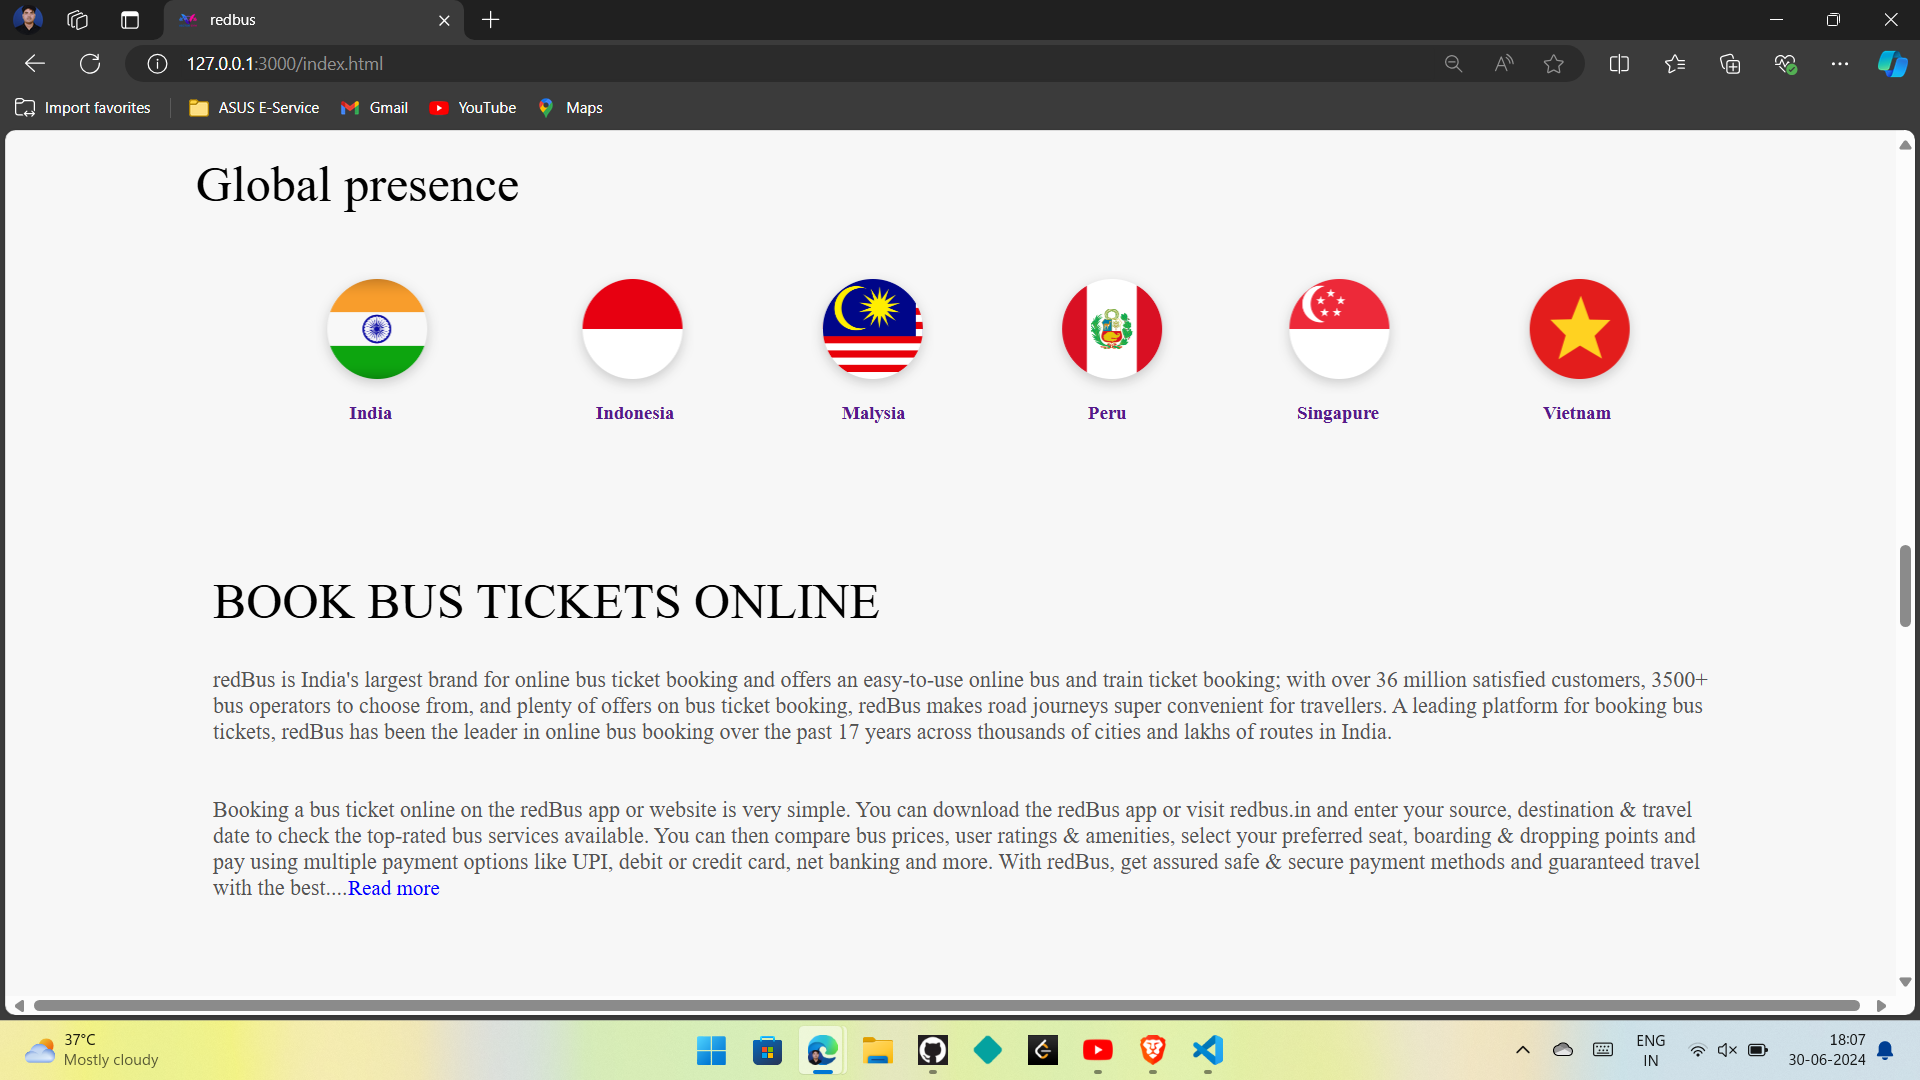 redbus
127.0.0.1:3000/index.html
Import favorites
ASUS E-Service
Gmail
YouTube
Maps
Global presence
India
Indonesia
Malysia
Peru
Singapure
Vietnam
BOOK BUS TICKETS ONLINE
redBus is India's largest brand for online bus ticket booking and offers an easy-to-use online bus and train ticket booking; with over 36 million satisfied customers, 3500+
bus operators to choose from, and plenty of offers on bus ticket booking, redBus makes road journeys super convenient for travellers. A leading platform for booking bus
tickets, redBus has been the leader in online bus booking over the past 17 years across thousands of cities and lakhs of routes in India.
Booking a bus ticket online on the redBus app or website is very simple. You can download the redBus app or visit redbus.in and enter your source, destination & travel
date to check the top-rated bus services available. You can then compare bus prices, user ratings & amenities, select your preferred seat, boarding & dropping points and
pay using multiple payment options like UPI, debit or credit card, net banking and more. With redBus, get assured safe & secure payment methods and guaranteed travel
with the best....Read more
37°C
Mostly cloudy
ENG
IN
18:07
30-06-2024